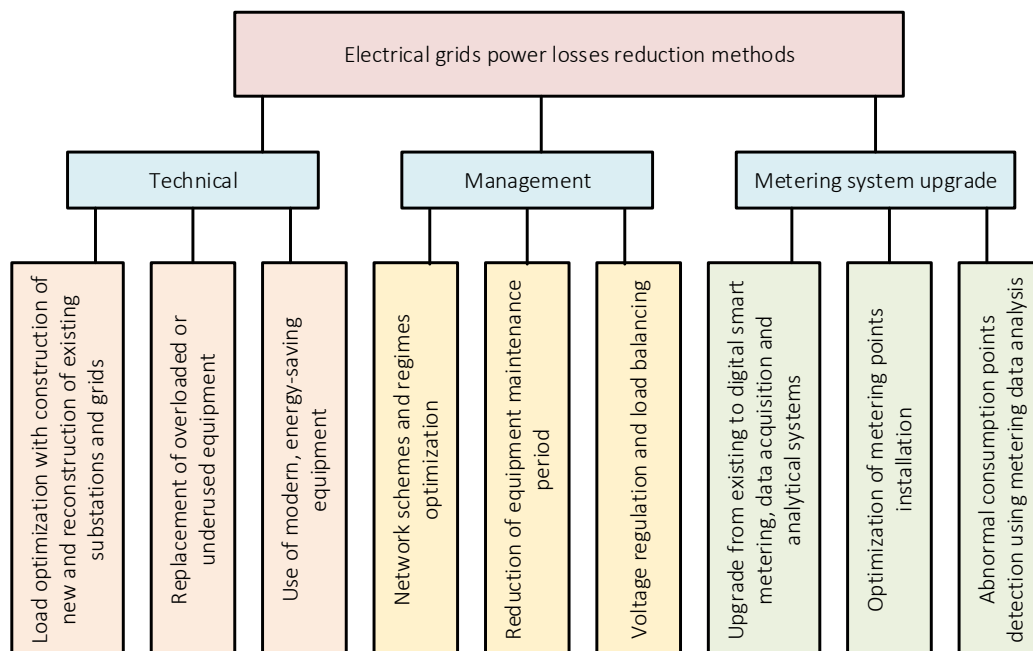 Electrical grids power losses reduction methods
Technical
Management
Metering system upgrade
Load optimization with construction of
new and reconstruction of existing
substations and grids
Replacement of overloaded or
underused equipment
Use of modern, energy-saving
equipment
Network schemes and regimes
optimization
Reduction of equipment maintenance
period
Voltage regulation and load balancing
Upgrade from existing to digital smart
metering, data acquisition and
analytical systems
Optimization of metering points
installation
Abnormal consumption points
detection using metering data analysis